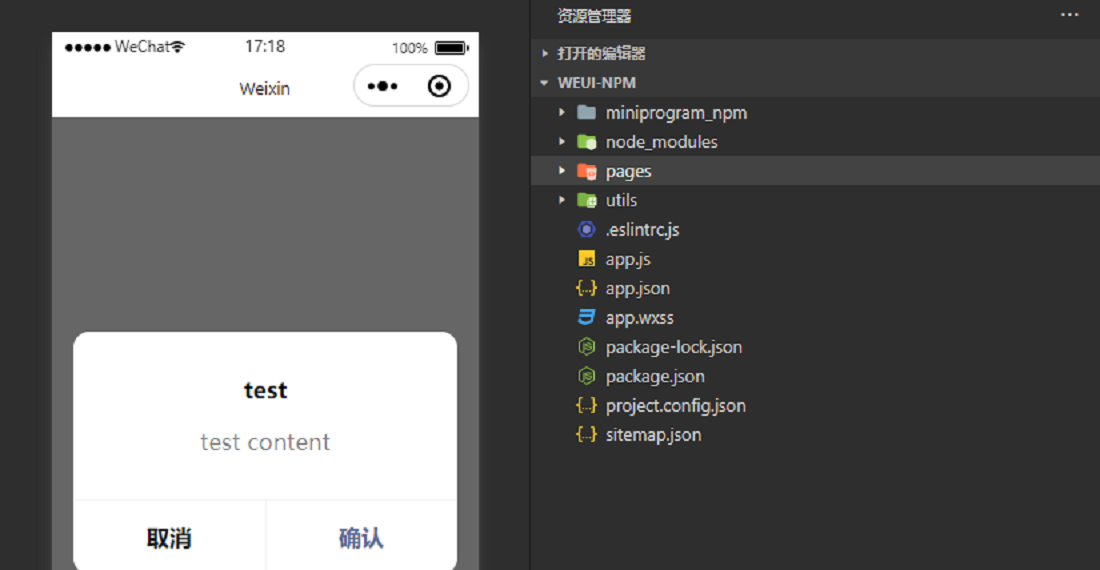 WeChat 17:18 100%
Weixin
test
test content
取消 确认
资源管理器 ···
打开的编辑器
WEUI-NPM
miniprogram_npm
node_modules
pages
utils
.eslintrc.js
JS app.js
{..} app.json
app.wxss
package-lock.json
package.json
{..} project.config.json
{..} sitemap.json